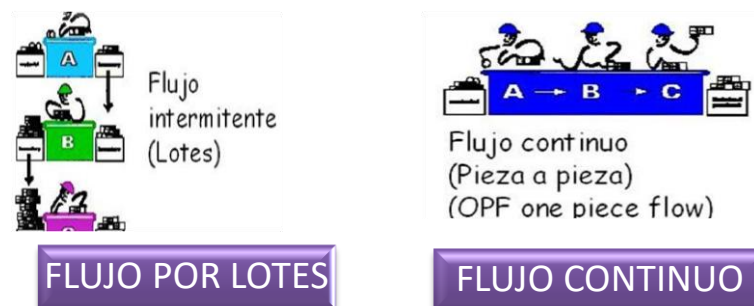 A
Flujo
intermitente
(Lotes)
B
A → B → C
Flujo continuo
(Pieza a pieza)
(OPF one piece flow)
FLUJO POR LOTES
FLUJO CONTINUO